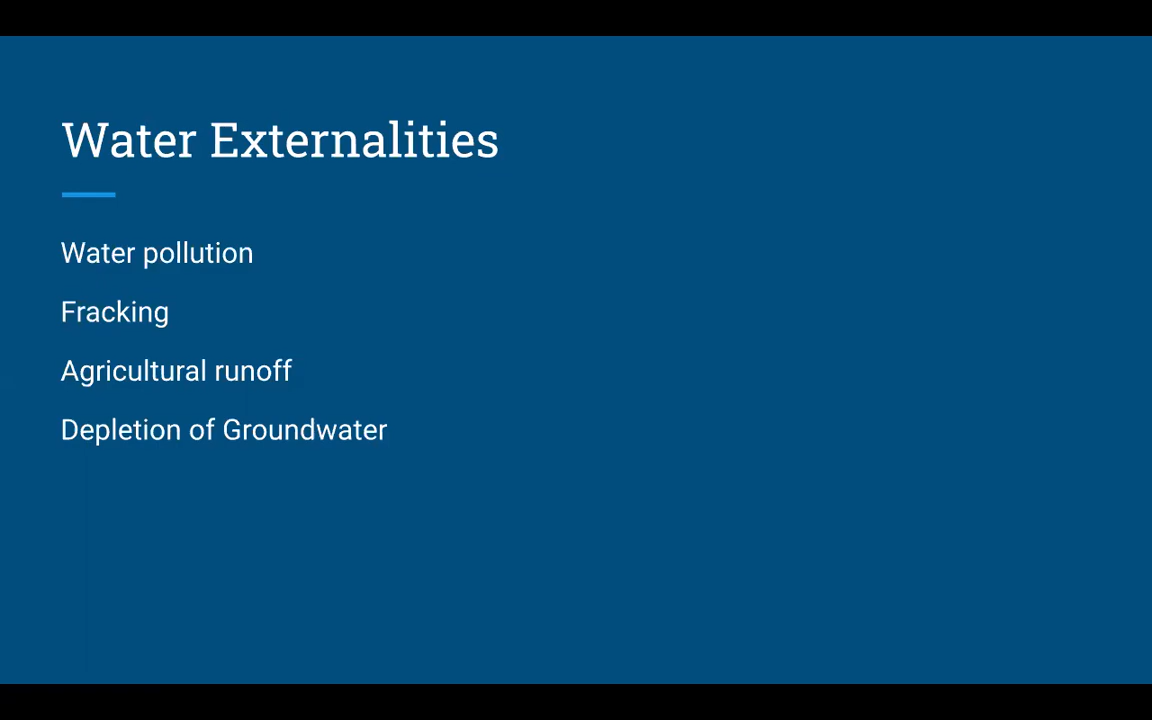 Water Externalities
Water pollution
Fracking
Agricultural runoff
Depletion of Groundwater